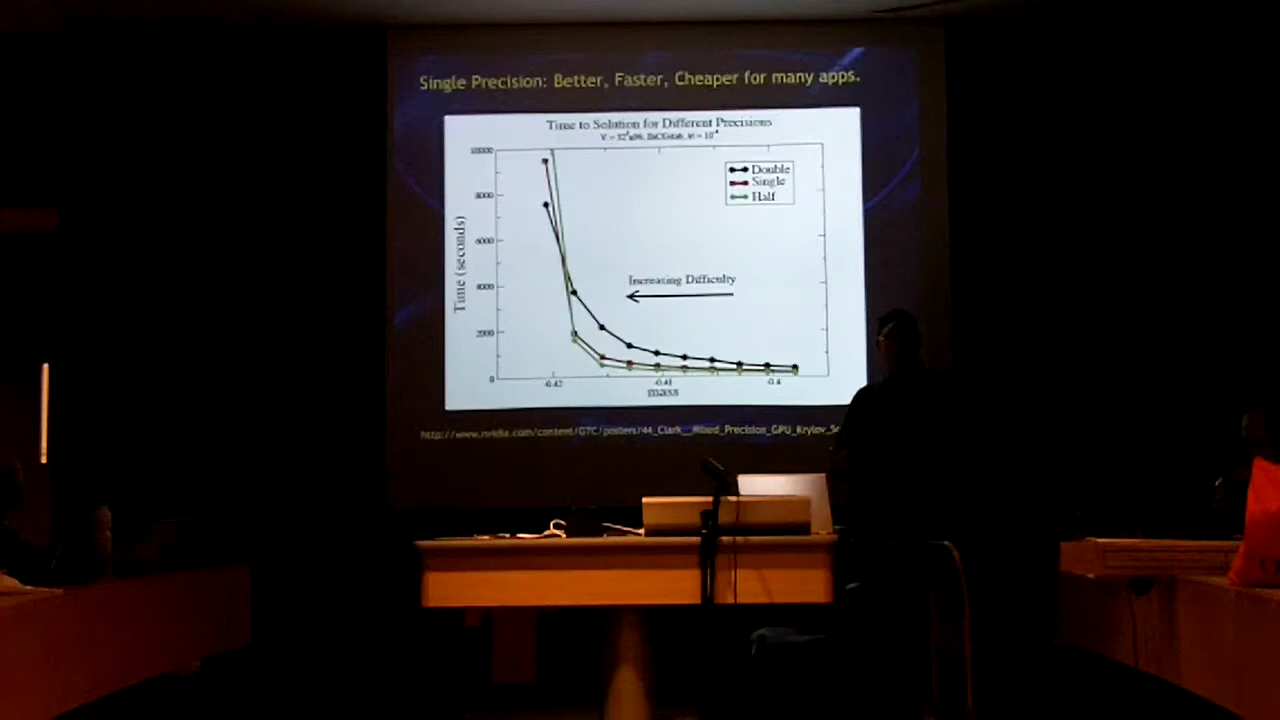 Single Precision: Better, Faster, Cheaper for many apps.
Time to Solution for Different Precisions
10000
Double
Single
Half
8000
6000
Time (seconds)
Increasing Difficulty
4000
2000
0
-0.42
-0.41
-0.4
mass
http://www.nvidia.com/content/GTC/posters/44_Clark_Mixed_Precision_GPU_Krylov_